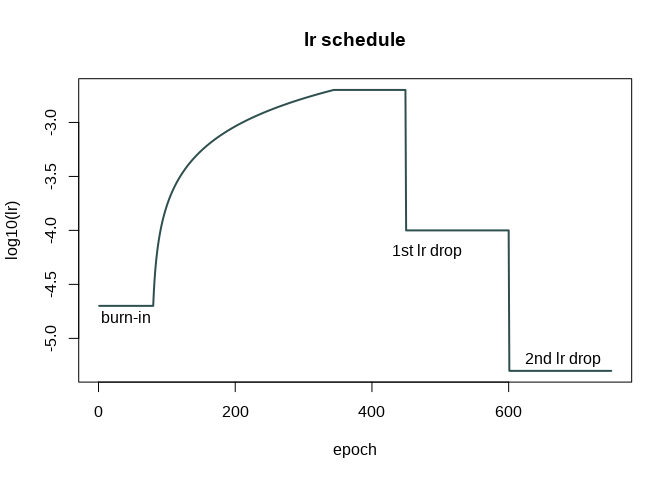 lr schedule
-3.0
-3.5
-4.0
-4.5
-5.0
log10(lr)
1st lr drop
burn-in
2nd lr drop
0 200 400 600
epoch